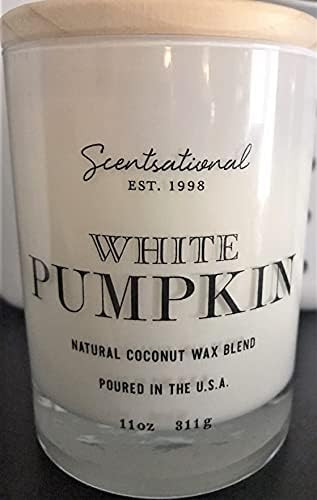 Scentsational
EST. 1998
WHITE
PUMPKIN
NATURAL COCONUT WAX BLEND
POURED IN THE U.S.A.
11oz 311g